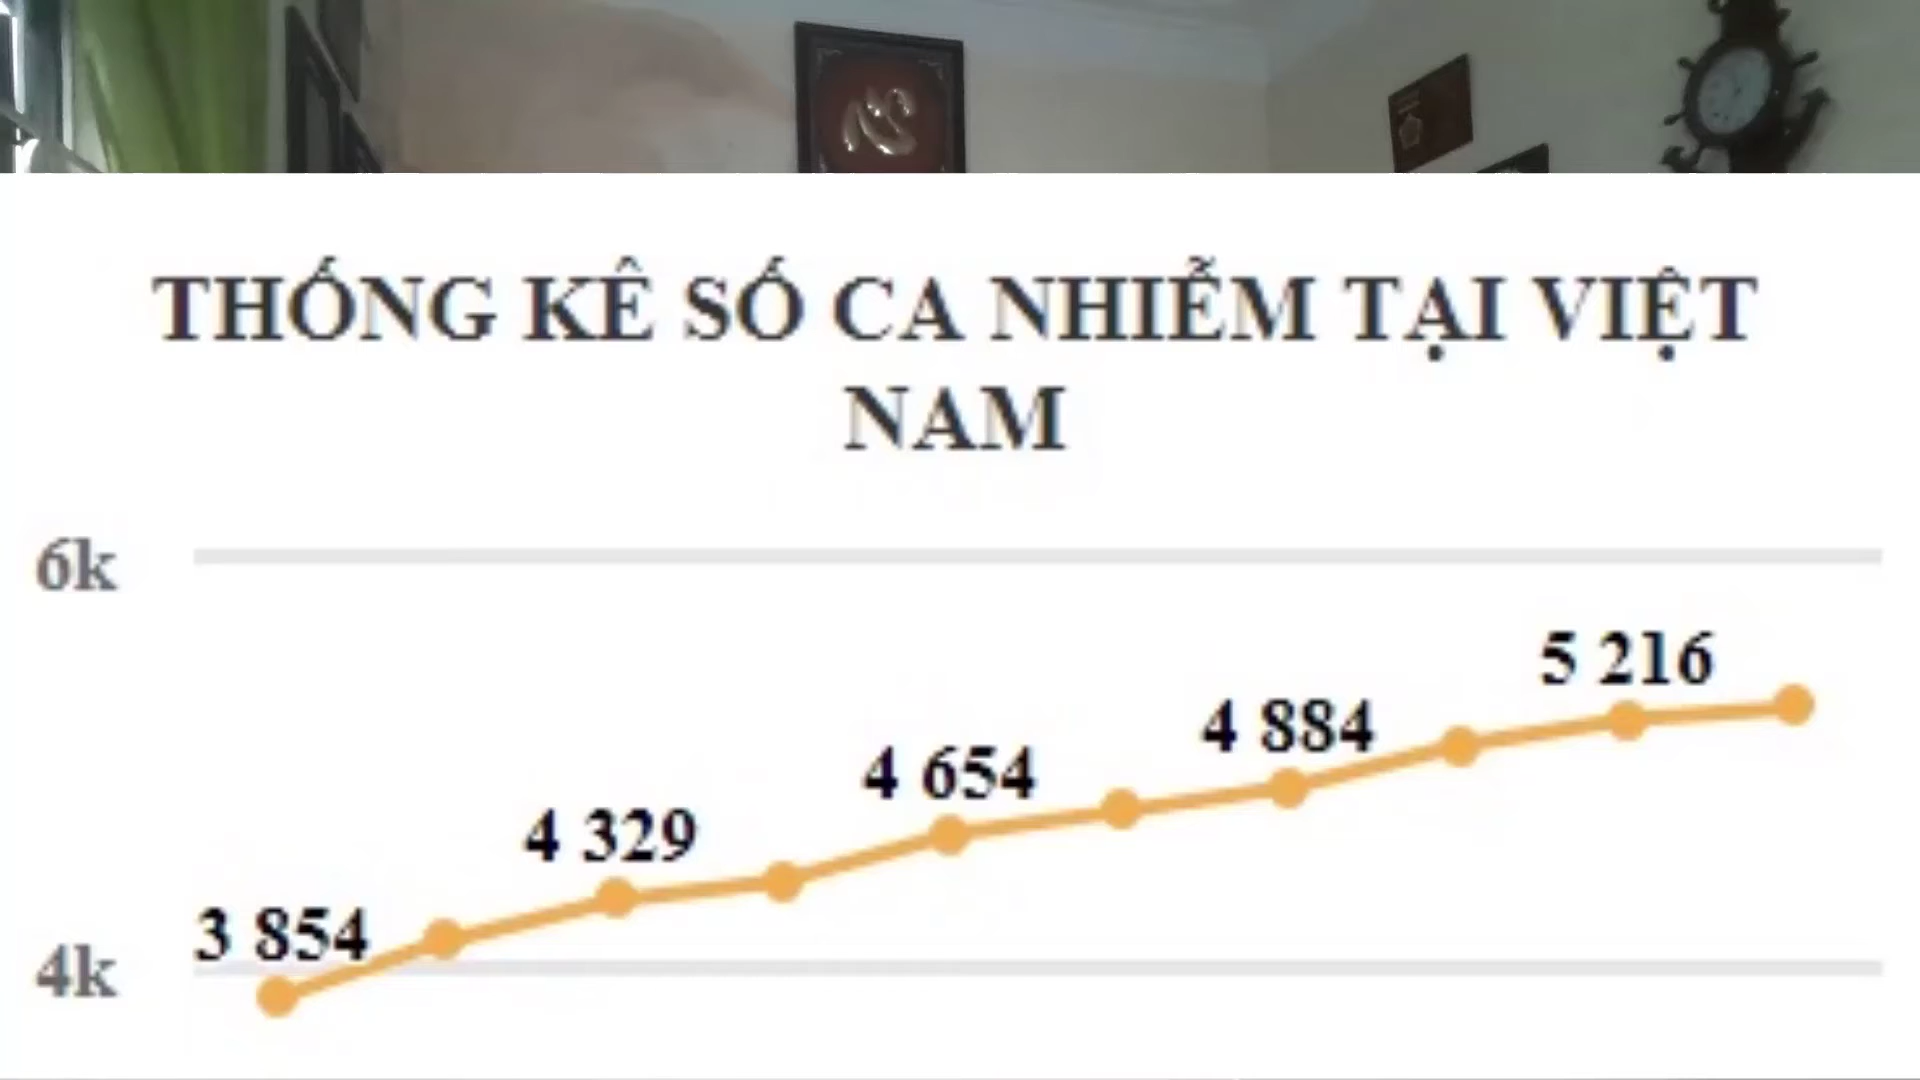 THỐNG KÊ SỐ CA NHIỄM TẠI VIỆT
NAM
6k
5 216
4 884
4 654
4 329
3 854
4k